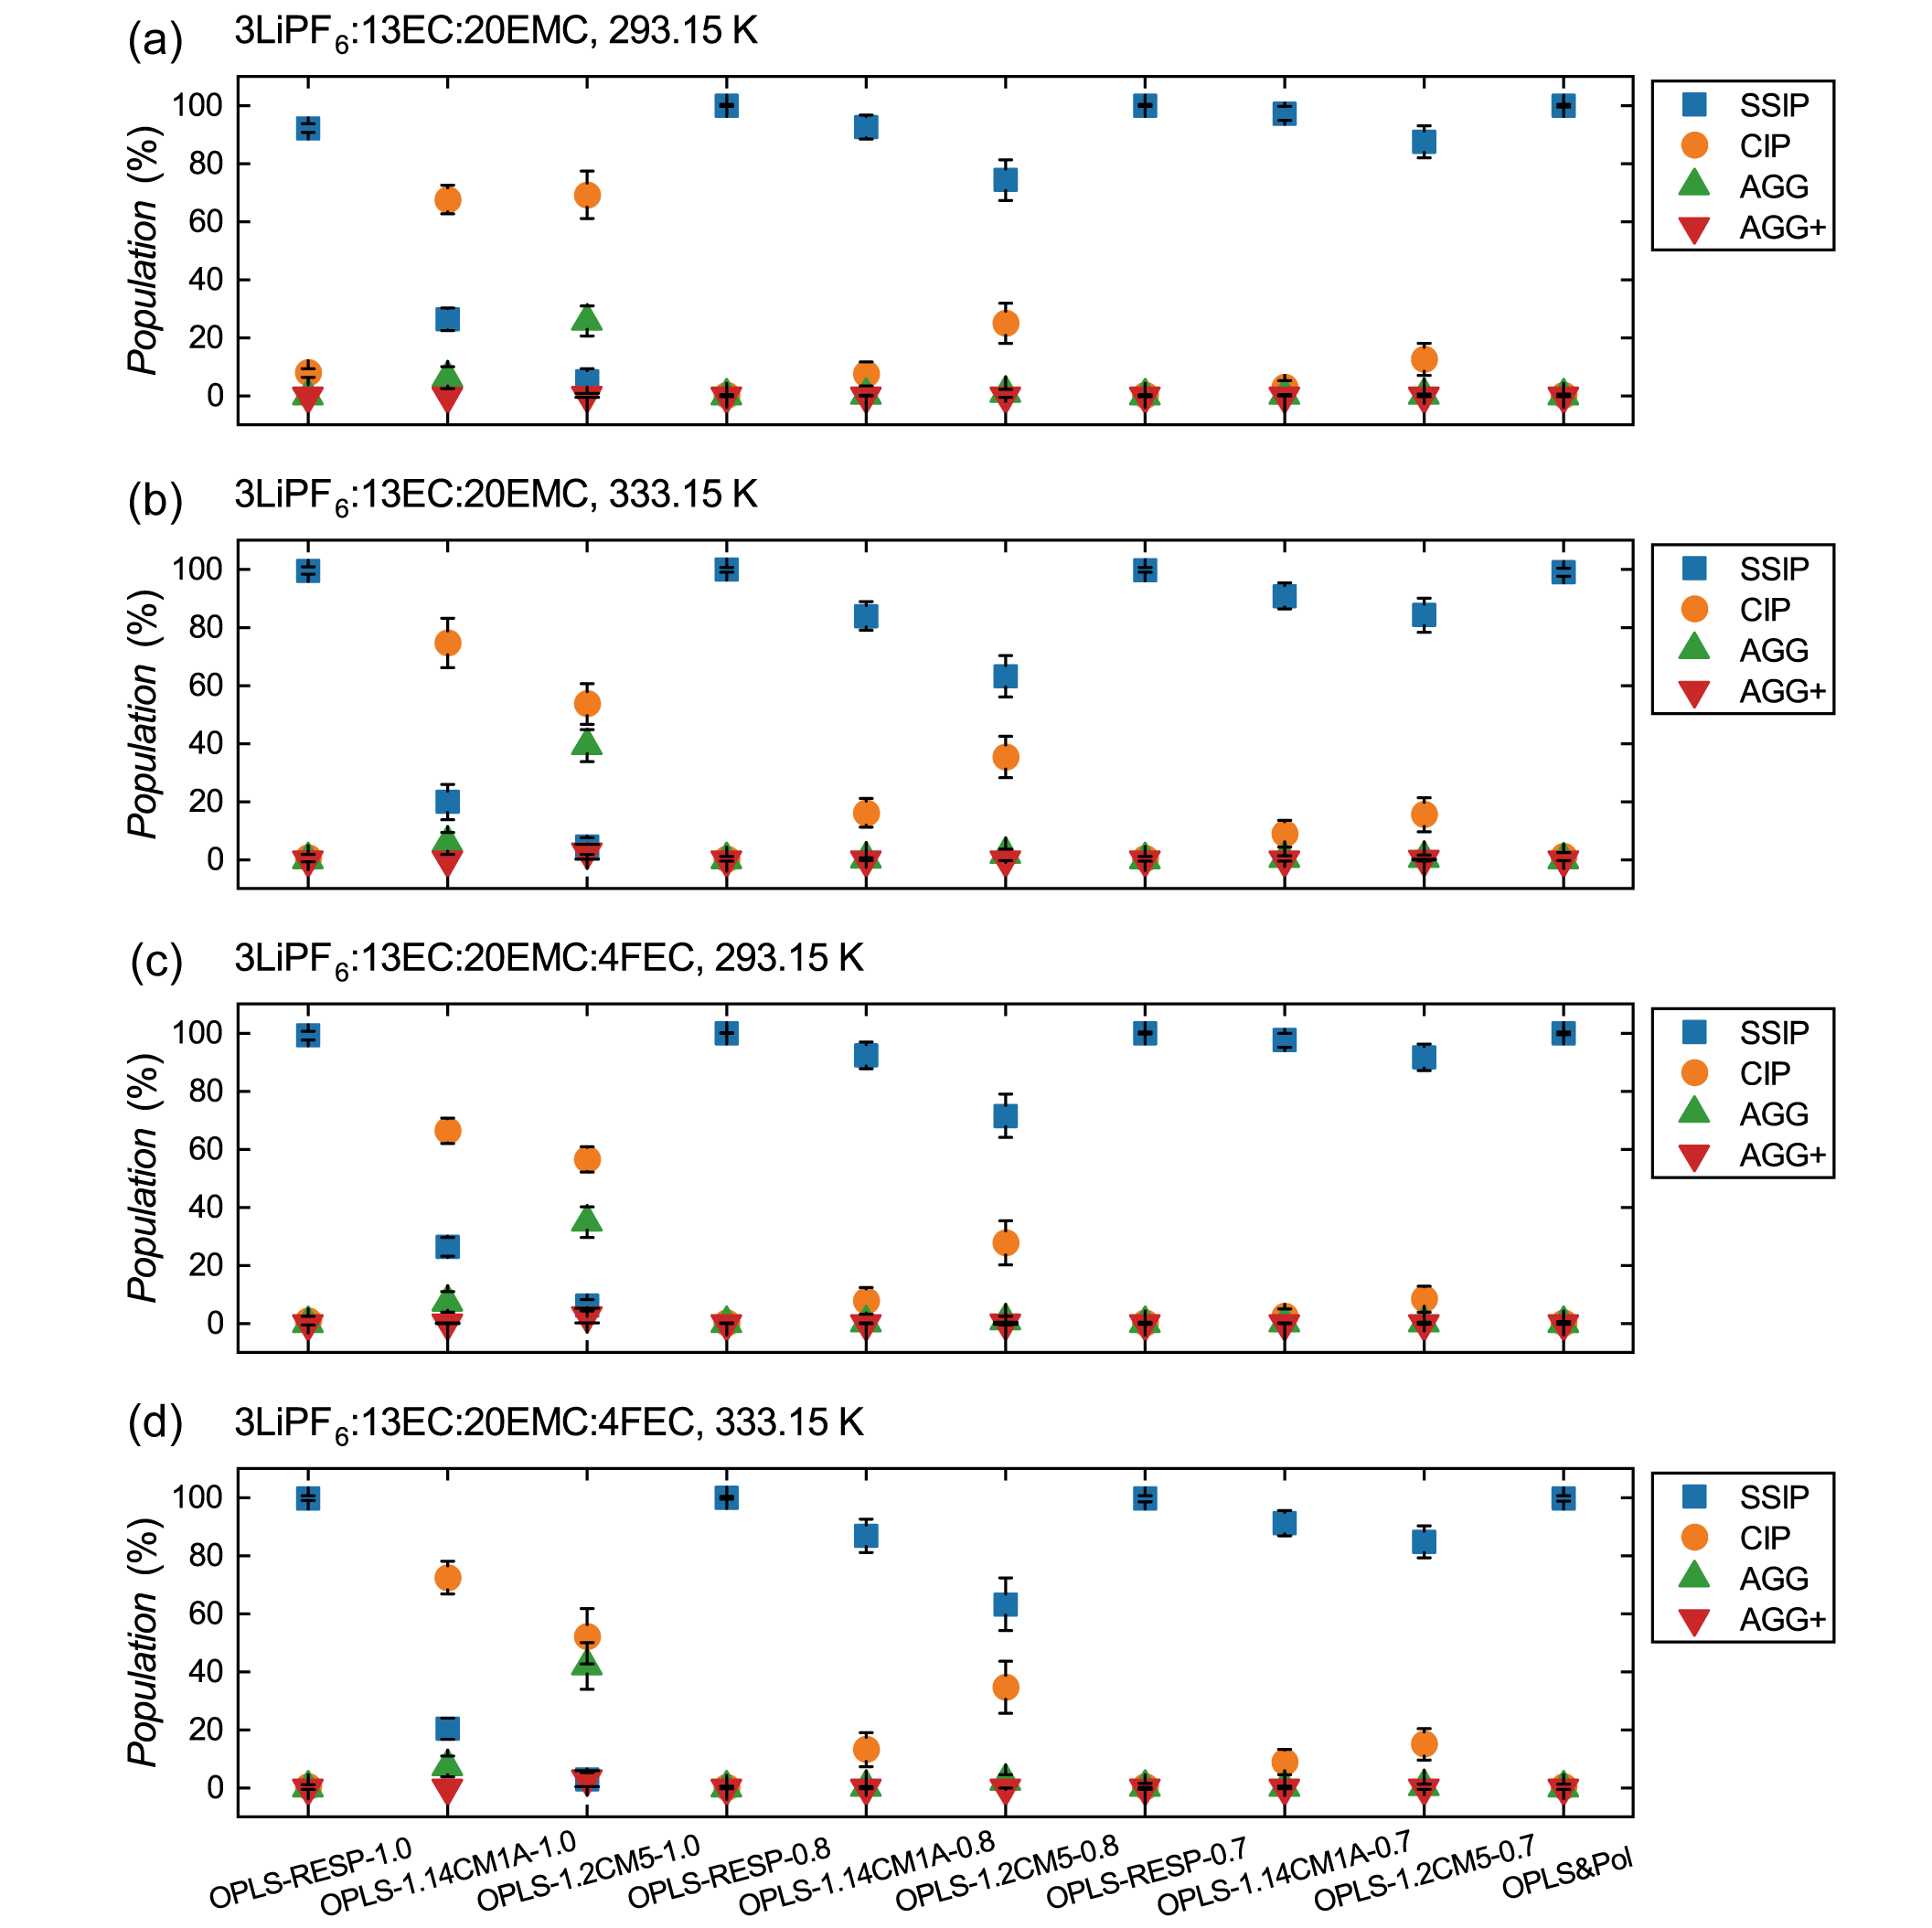 (a) 3LiPF6:13EC:20EMC, 293.15 K
Population (%)
100
80
60
40
20
0
SSIP
CIP
AGG
AGG+
(b) 3LiPF6:13EC:20EMC, 333.15 K
Population (%)
100
80
60
40
20
0
SSIP
CIP
AGG
AGG+
(c) 3LiPF6:13EC:20EMC:4FEC, 293.15 K
Population (%)
100
80
60
40
20
0
SSIP
CIP
AGG
AGG+
(d) 3LiPF6:13EC:20EMC:4FEC, 333.15 K
Population (%)
100
80
60
40
20
0
SSIP
CIP
AGG
AGG+
OPLS-RESP-1.0
OPLS-1.14CM1A-1.0
OPLS-1.2CM5-1.0
OPLS-RESP-0.8
OPLS-1.14CM1A-0.8
OPLS-1.2CM5-0.8
OPLS-RESP-0.7
OPLS-1.14CM1A-0.7
OPLS-1.2CM5-0.7
OPLS&Pol